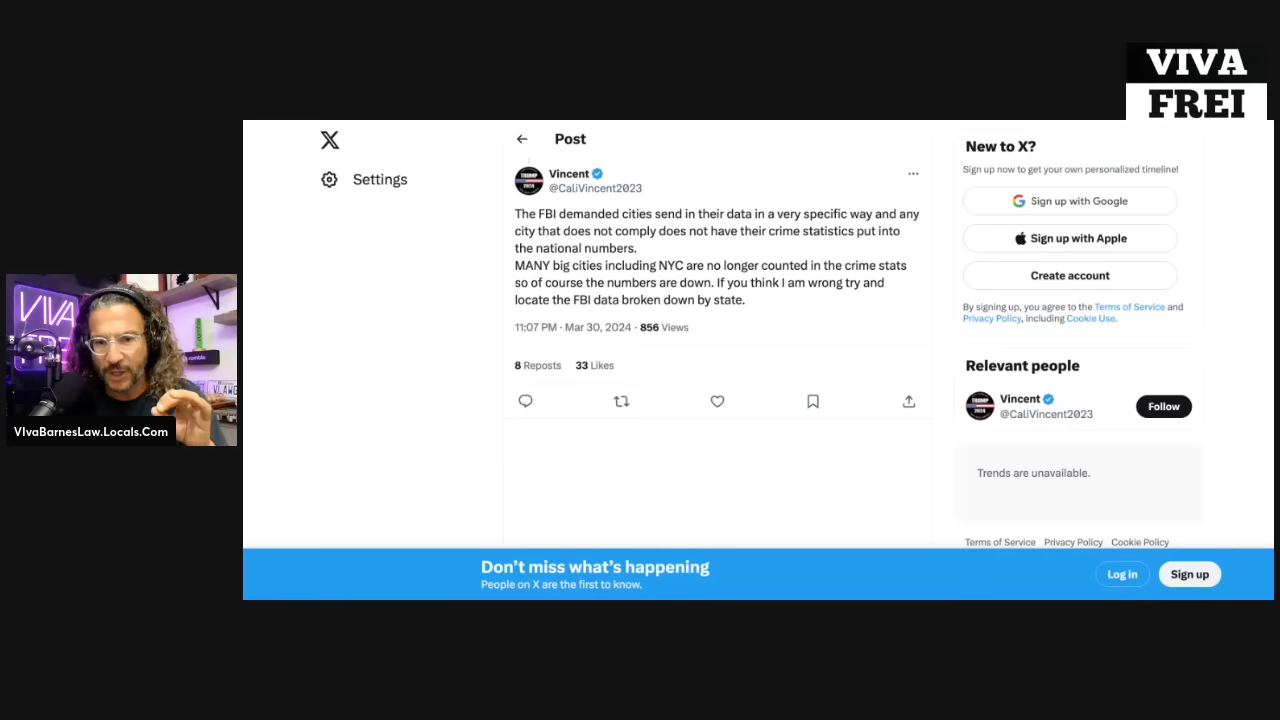 VIVA
FREI
Post
Settings
Vincent
@CaliVincent2023
The FBI demanded cities send in their data in a very specific way and any
city that does not comply does not have their crime statistics put into
the national numbers.
MANY big cities including NYC are no longer counted in the crime stats
so of course the numbers are down. If you think I am wrong try and
locate the FBI data broken down by state.
11:07 PM · Mar 30, 2024 · 856 Views
8 Reposts 33 Likes
New to X?
Sign up now to get your own personalized timeline!
Sign up with Google
Sign up with Apple
Create account
By signing up, you agree to the Terms of Service and
Privacy Policy, including Cookie Use.
Relevant people
Vincent
@CaliVincent2023
Follow
Trends are unavailable.
Terms of Service Privacy Policy Cookie Policy
Don't miss what's happening
People on X are the first to know.
Log in
Sign up
VIVA
rumble
VIvaBarnesLaw.Locals.Com